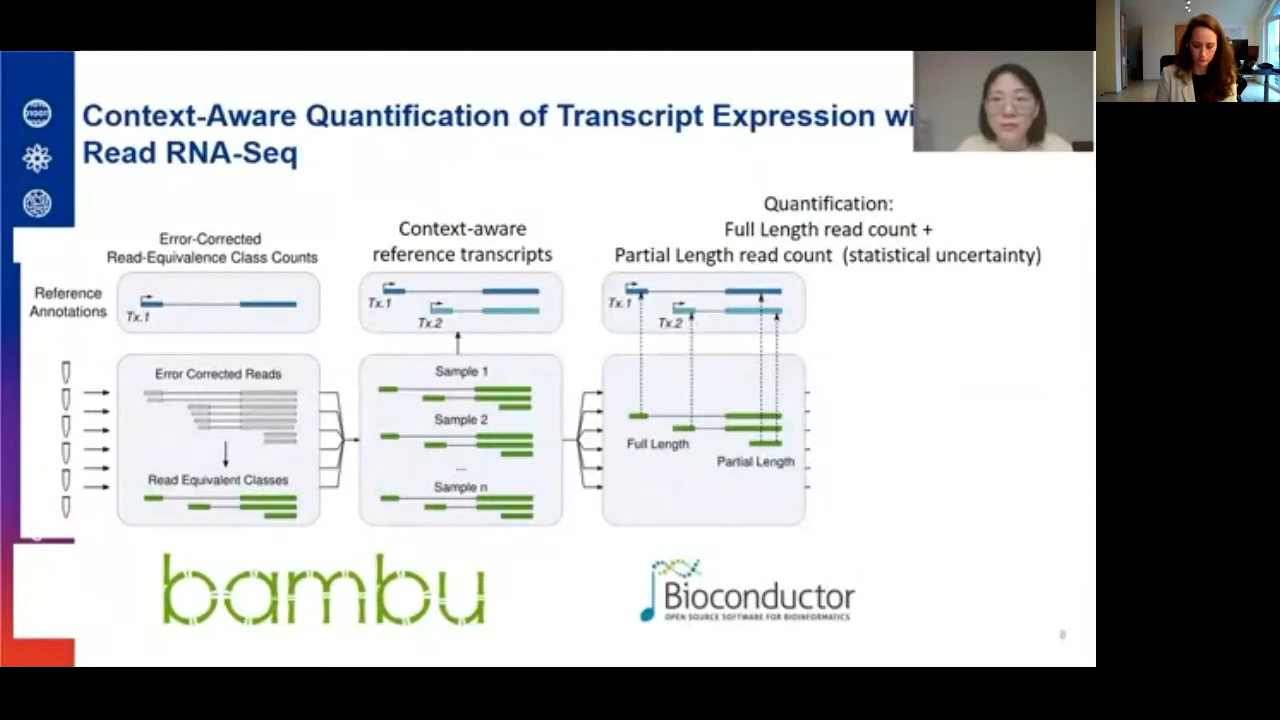 Context-Aware Quantification of Transcript Expression wi
Read RNA-Seq
Quantification:
Full Length read count +
Partial Length read count (statistical uncertainty)
Context-aware
reference transcripts
Error-Corrected
Read-Equivalence Class Counts
Reference
Annotations
Tx.1
Tx.1
Tx.2
Tx.1
Tx.2
Error Corrected Reads
Read Equivalent Classes
Sample 1
Sample 2
...
Sample n
Full Length
Partial Length
bambu
Bioconductor
OPEN SOURCE SOFTWARE FOR BIOINFORMATICS
8